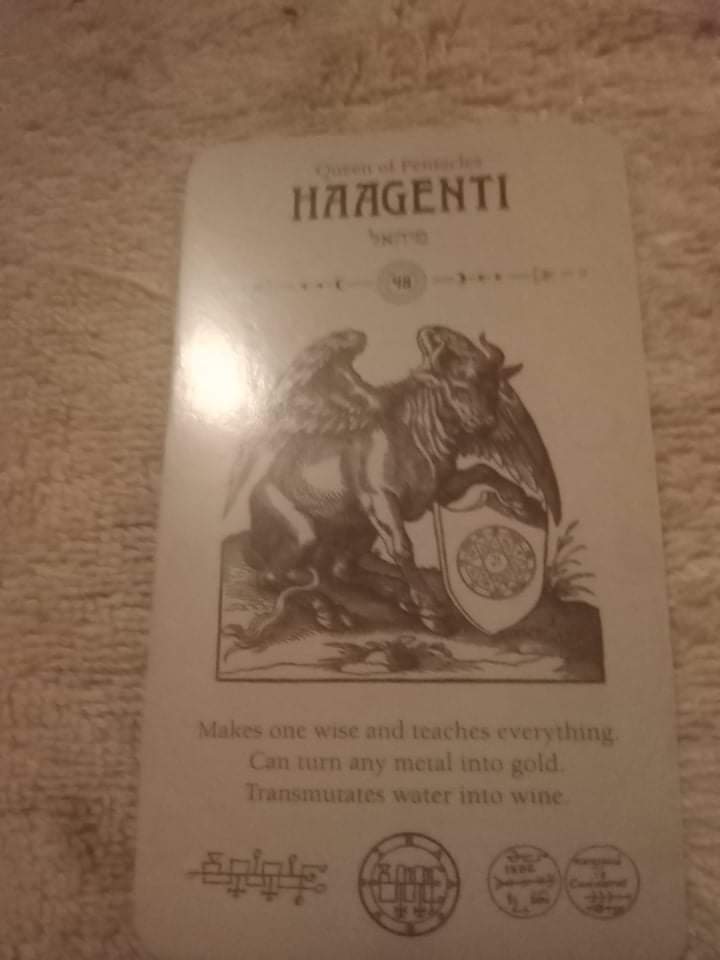 Queen of Pentacles
HAAGENTI
48
Makes one wise and teaches everything.
Can turn any metal into gold.
Transmutates water into wine.